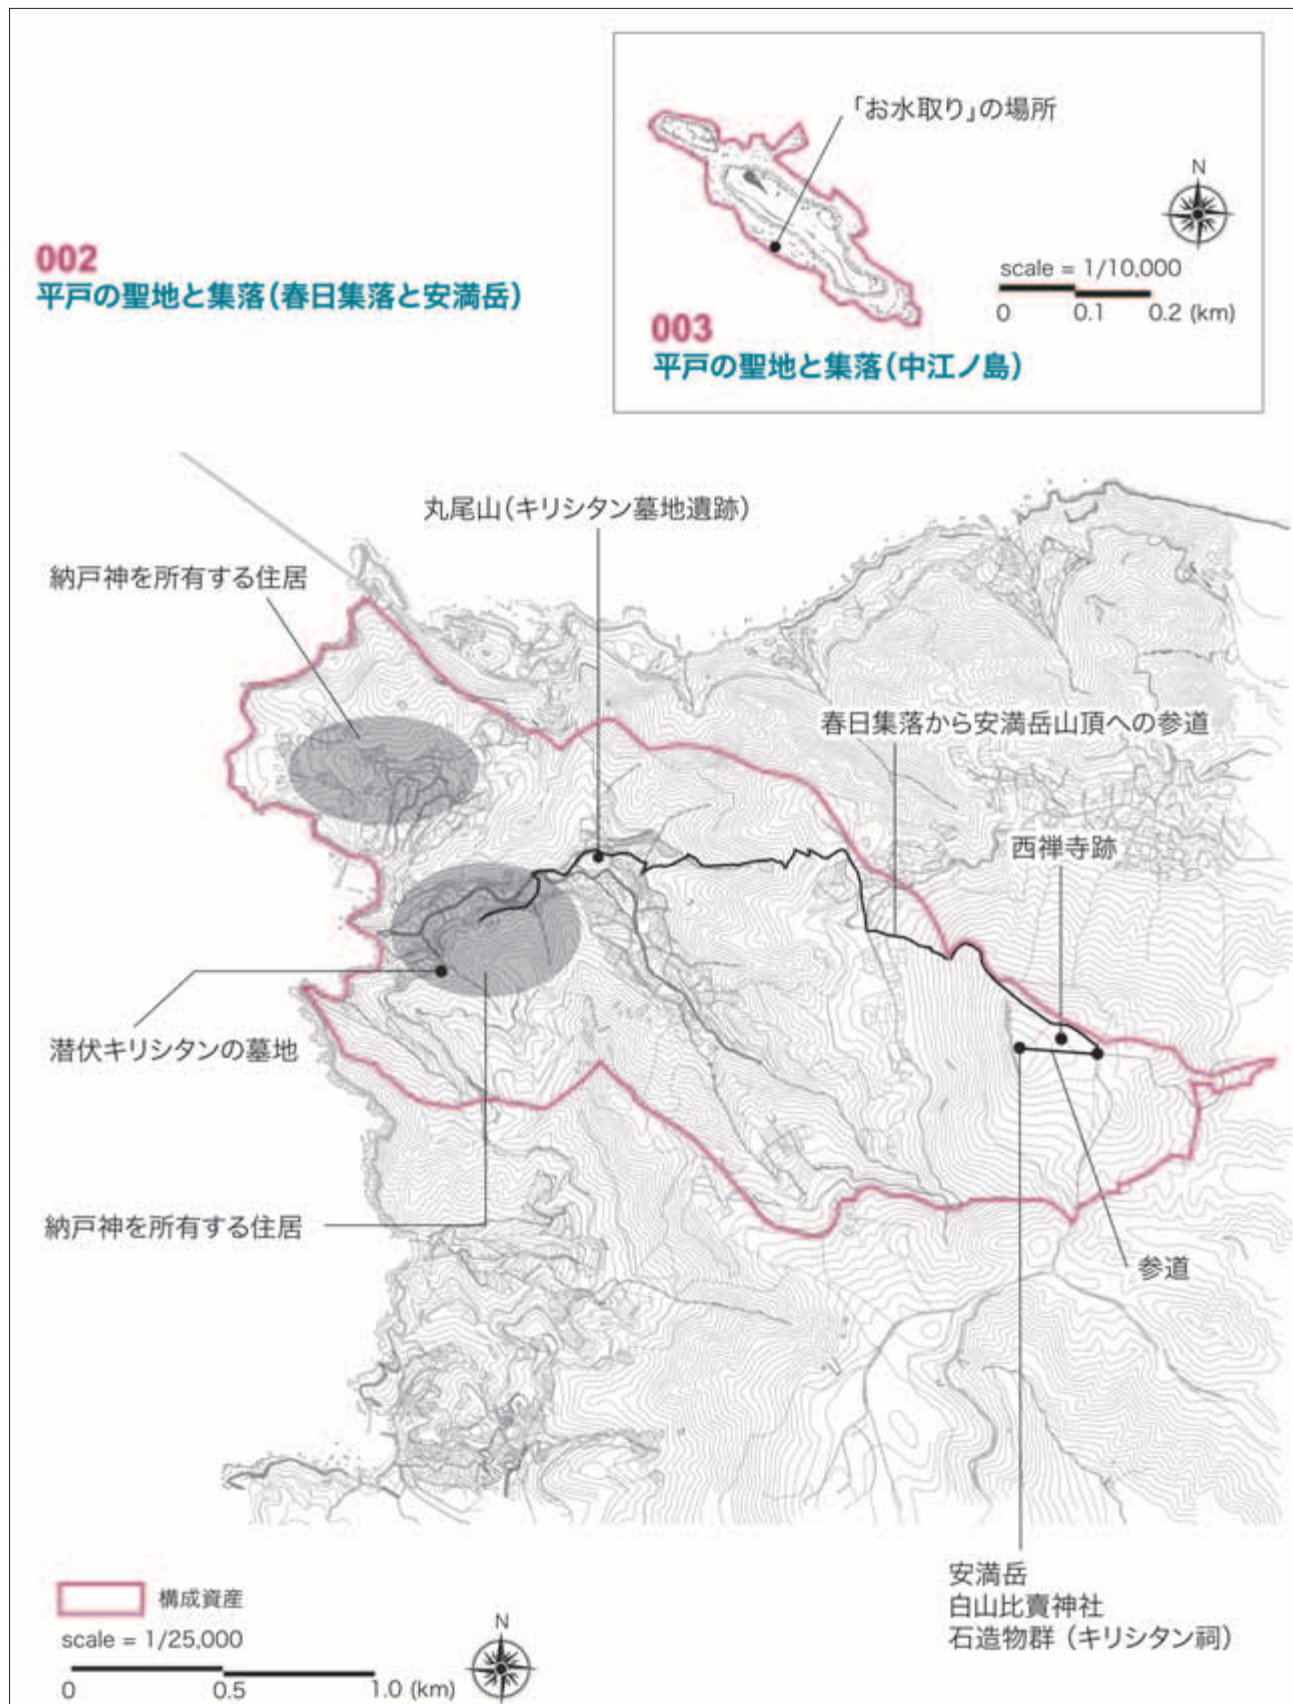 「お水取り」の場所
N
scale = 1/10,000
0 0.1 0.2 (km)
002
平戸の聖地と集落(春日集落と安満岳)
003
平戸の聖地と集落(中江ノ島)
丸尾山(キリシタン墓地遺跡)
納戸神を所有する住居
春日集落から安満岳山頂への参道
西禅寺跡
潜伏キリシタンの墓地
納戸神を所有する住居
参道
安満岳
白山比賣神社
石造物群(キリシタン祠)
構成資産
scale = 1/25,000
0 0.5 1.0 (km)
N